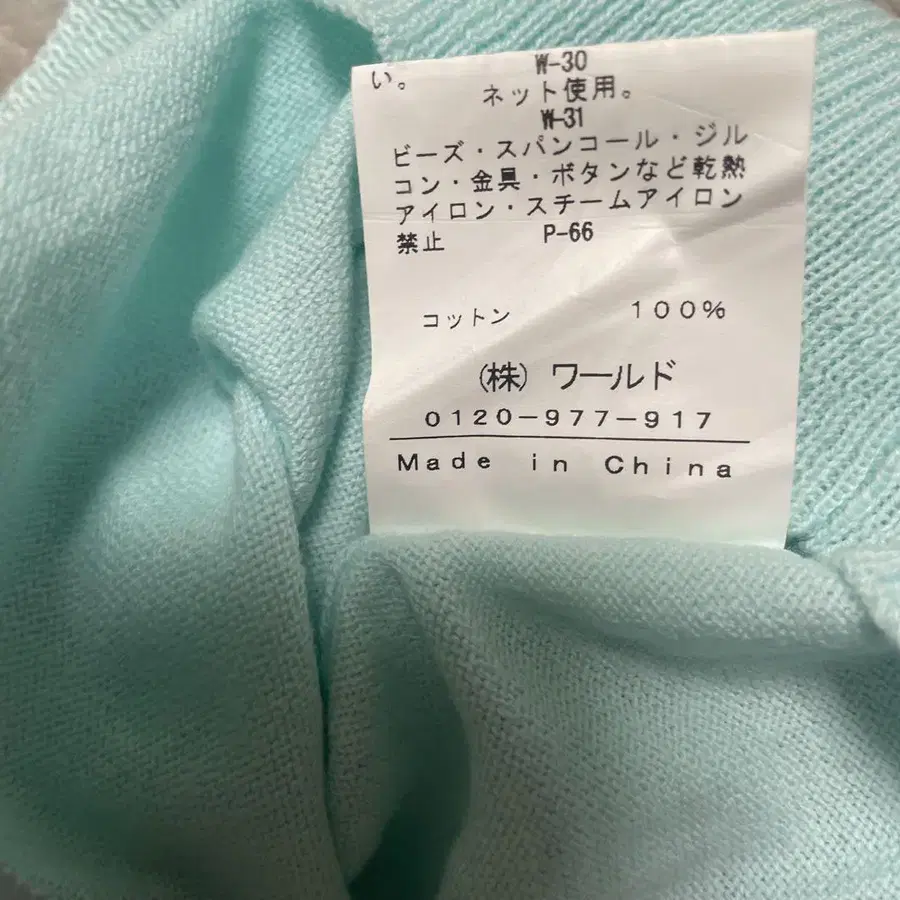 W-30
い。
ネット使用。
W-31
ビーズ・スパンコール・ジル
コン・金具・ボタンなど乾熱
アイロン・スチームアイロン
禁止 P-66
コットン 100%
(株) ワールド
0120-977-917
Made in China